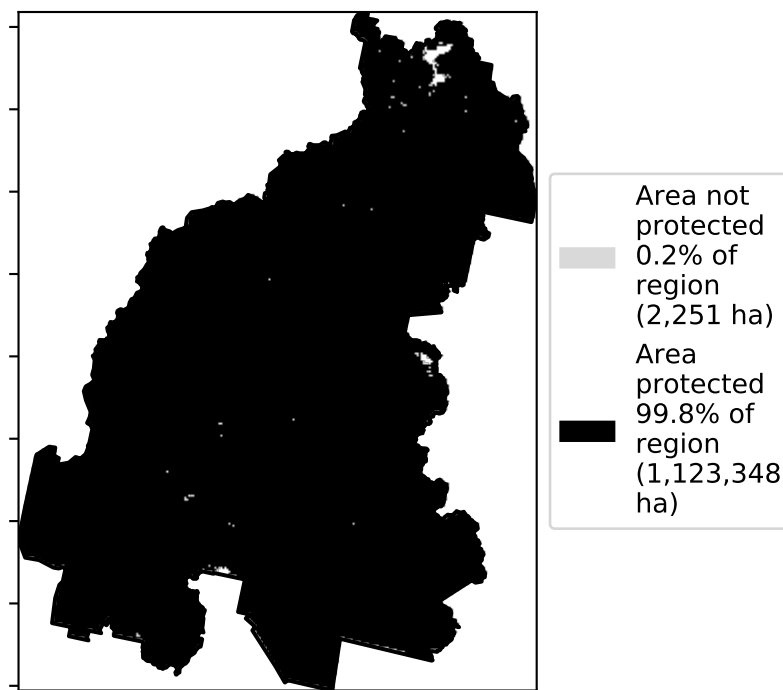 Area not
protected
0.2% of
region
(2,251 ha)
Area
protected
99.8% of
region
(1,123,348
ha)